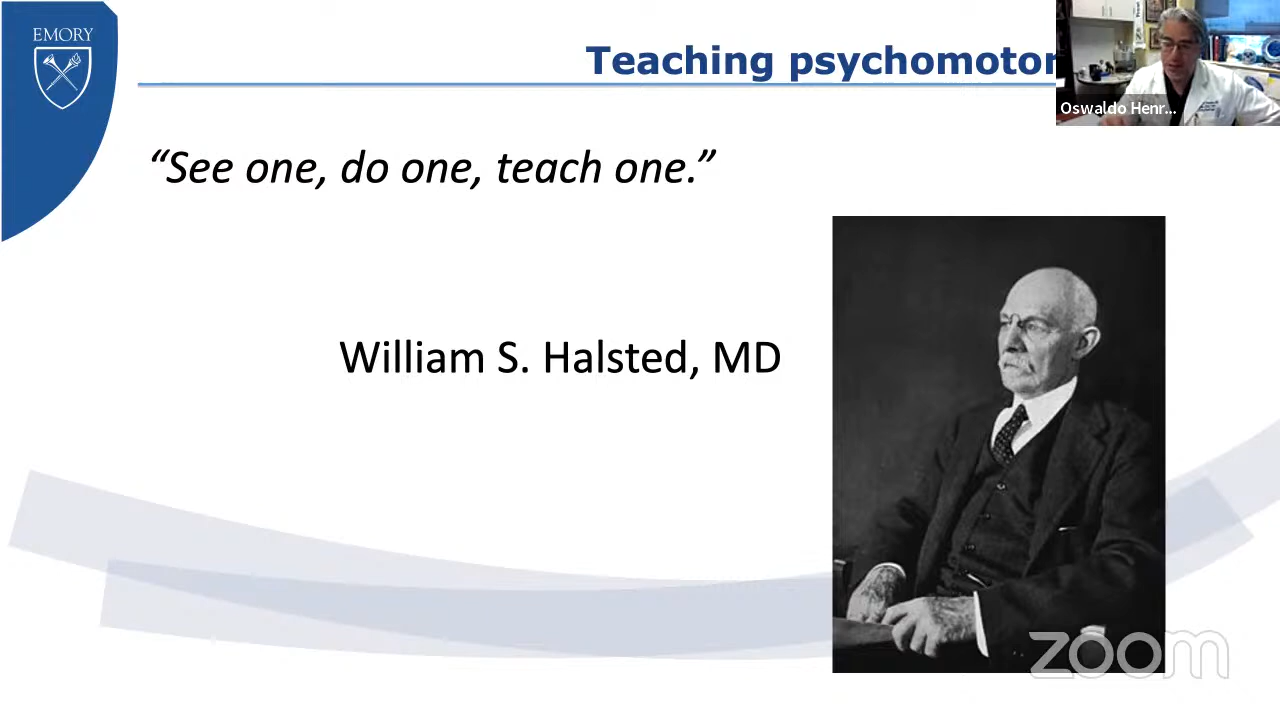 EMORY
Teaching psychomotor
Oswaldo Henr...
“See one, do one, teach one.”
William S. Halsted, MD
zoom